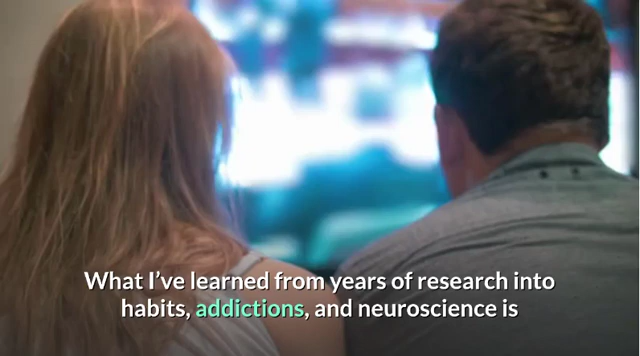 What I’ve learned from years of research into
habits, addictions, and neuroscience is